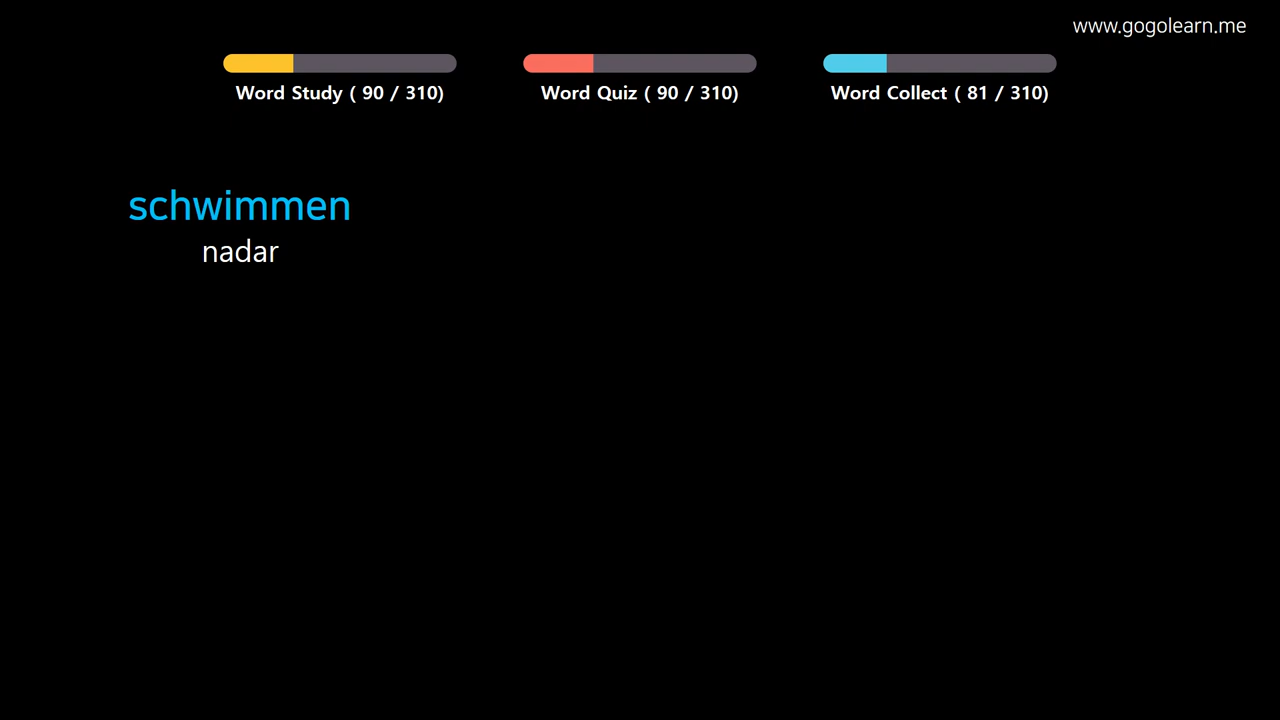 www.gogolearn.me
Word Study ( 90 / 310)
Word Quiz ( 90 / 310)
Word Collect ( 81 / 310)
schwimmen
nadar